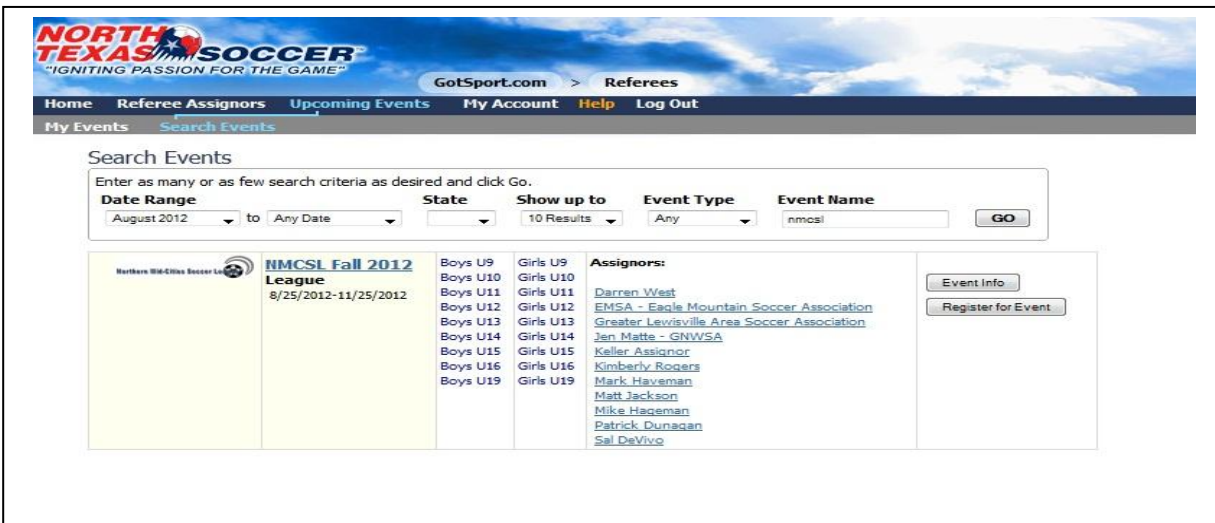 NORTH
TEXAS SOCCER
"IGNITING PASSION FOR THE GAME"
GotSport.com > Referees
Home Referee Assignors Upcoming Events My Account Help Log Out
My Events Search Events
Search Events
Enter as many or as few search criteria as desired and click Go.
Date Range State Show up to Event Type Event Name
August 2012 to Any Date 10 Results Any nmcsl GO
Northern Mid-Cities Soccer
NMCSL Fall 2012
League
8/25/2012-11/25/2012
Boys U9
Boys U10
Boys U11
Boys U12
Boys U13
Boys U14
Boys U15
Boys U16
Boys U19
Girls U9
Girls U10
Girls U11
Girls U12
Girls U13
Girls U14
Girls U15
Girls U16
Girls U19
Assignors:
Darren West
EMSA - Eagle Mountain Soccer Association
Greater Lewisville Area Soccer Association
Jen Matte - GNWSA
Keller Assignor
Kimberly Rogers
Mark Haveman
Matt Jackson
Mike Hageman
Patrick Dunagan
Sal DeVivo
Event Info
Register for Event